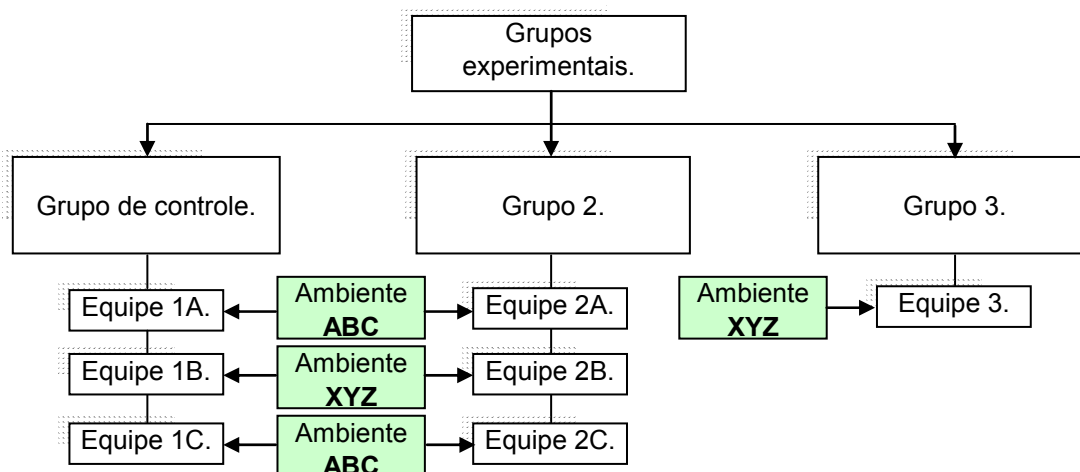 Grupos
experimentais.
Grupo de controle.
Grupo 2.
Grupo 3.
Equipe 1A.
Ambiente
ABC
Equipe 2A.
Ambiente
XYZ
Equipe 3.
Equipe 1B.
Ambiente
XYZ
Equipe 2B.
Equipe 1C.
Ambiente
ABC
Equipe 2C.